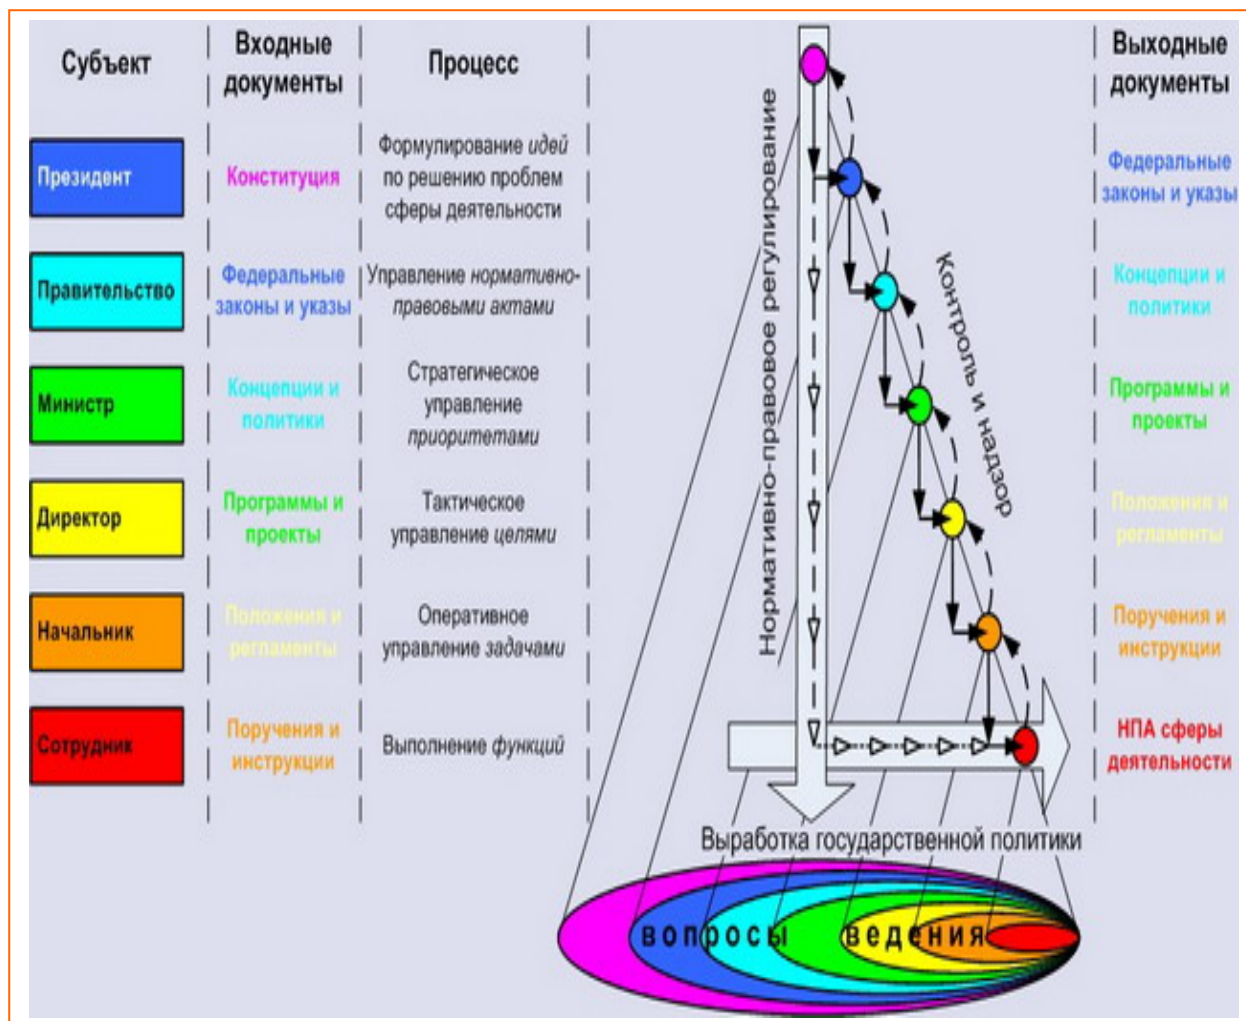 Субъект
Входные
документы
Процесс
Выходные
документы
Президент
Конституция
Формулирование идей
по решению проблем
сферы деятельности
Федеральные
законы и указы
Правительство
Федеральные
законы и указы
Управление нормативно-
правовыми актами
Концепции и
политики
Министр
Концепции и
политики
Стратегическое
управление
приоритетами
Программы и
проекты
Директор
Программы и
проекты
Тактическое
управление целями
Положения и
регламенты
Начальник
Положения и
регламенты
Оперативное
управление задачами
Поручения и
инструкции
Сотрудник
Поручения и
инструкции
Выполнение функций
НПА сферы
деятельности
Нормативно-правовое регулирование
Контроль и надзор
Выработка государственной политики
вопросы ведения